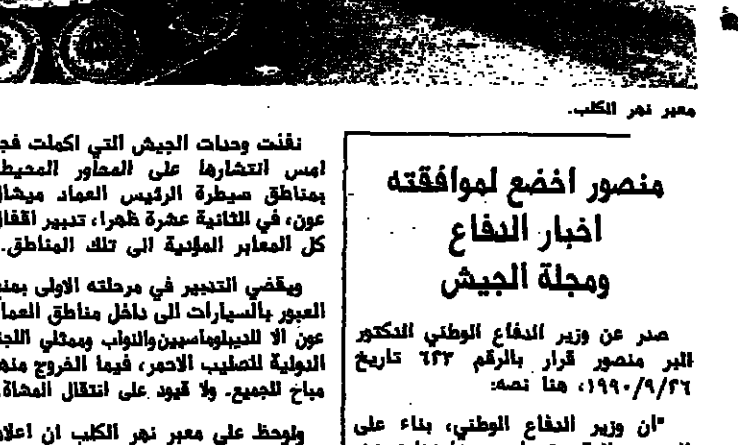 معبر نهر الكلب.
منصور اخضع لموافقته
اخبار الدفاع
ومجلة الجيش
صدر عن وزير الدفاع الوطني الدكتور
البر منصور قرار بالرقم ٦٢٣ تاريخ
١٩٩٠/٩/٢٦، هنا نصه:
"ان وزير الدفاع الوطني، بناء على
نفذت وحدات الجيش التي اكملت فجر
امس انتشارها على المحاور المحيطة
بمناطق سيطرة الرئيس العماد ميشال
عون، في الثانية عشرة ظهرا، تدبير اقفال
كل المعابر المؤدية الى تلك المناطق.
ويقضي التدبير في مرحلته الاولى بمنع
العبور بالسيارات الى داخل مناطق العماد
عون الا للديبلوماسيين والنواب وممثلي اللجنة
الدولية للصليب الاحمر، فيما الخروج منها
مباح للجميع. ولا قيود على انتقال المشاة.
ولوحظ على معبر نهر الكلب ان